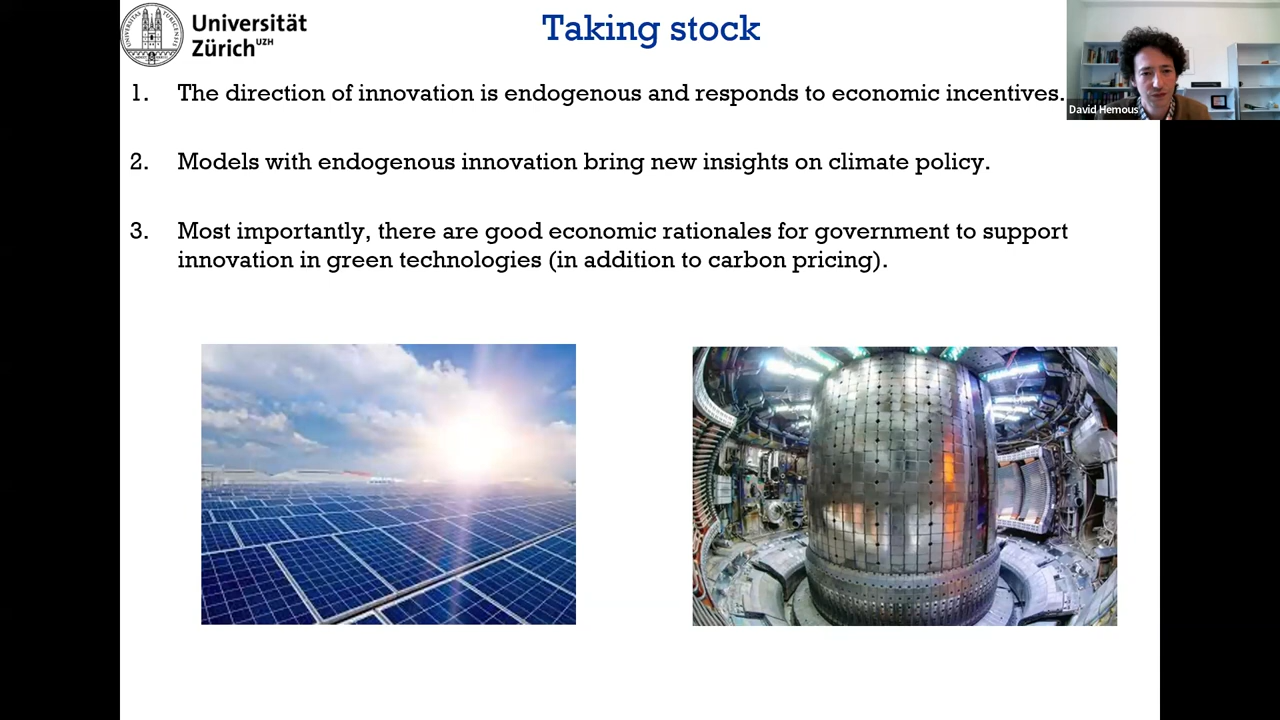 Universität
Zürich UZH
Taking stock
1. The direction of innovation is endogenous and responds to economic incentives.
David Hemous
2. Models with endogenous innovation bring new insights on climate policy.
3. Most importantly, there are good economic rationales for government to support
innovation in green technologies (in addition to carbon pricing).